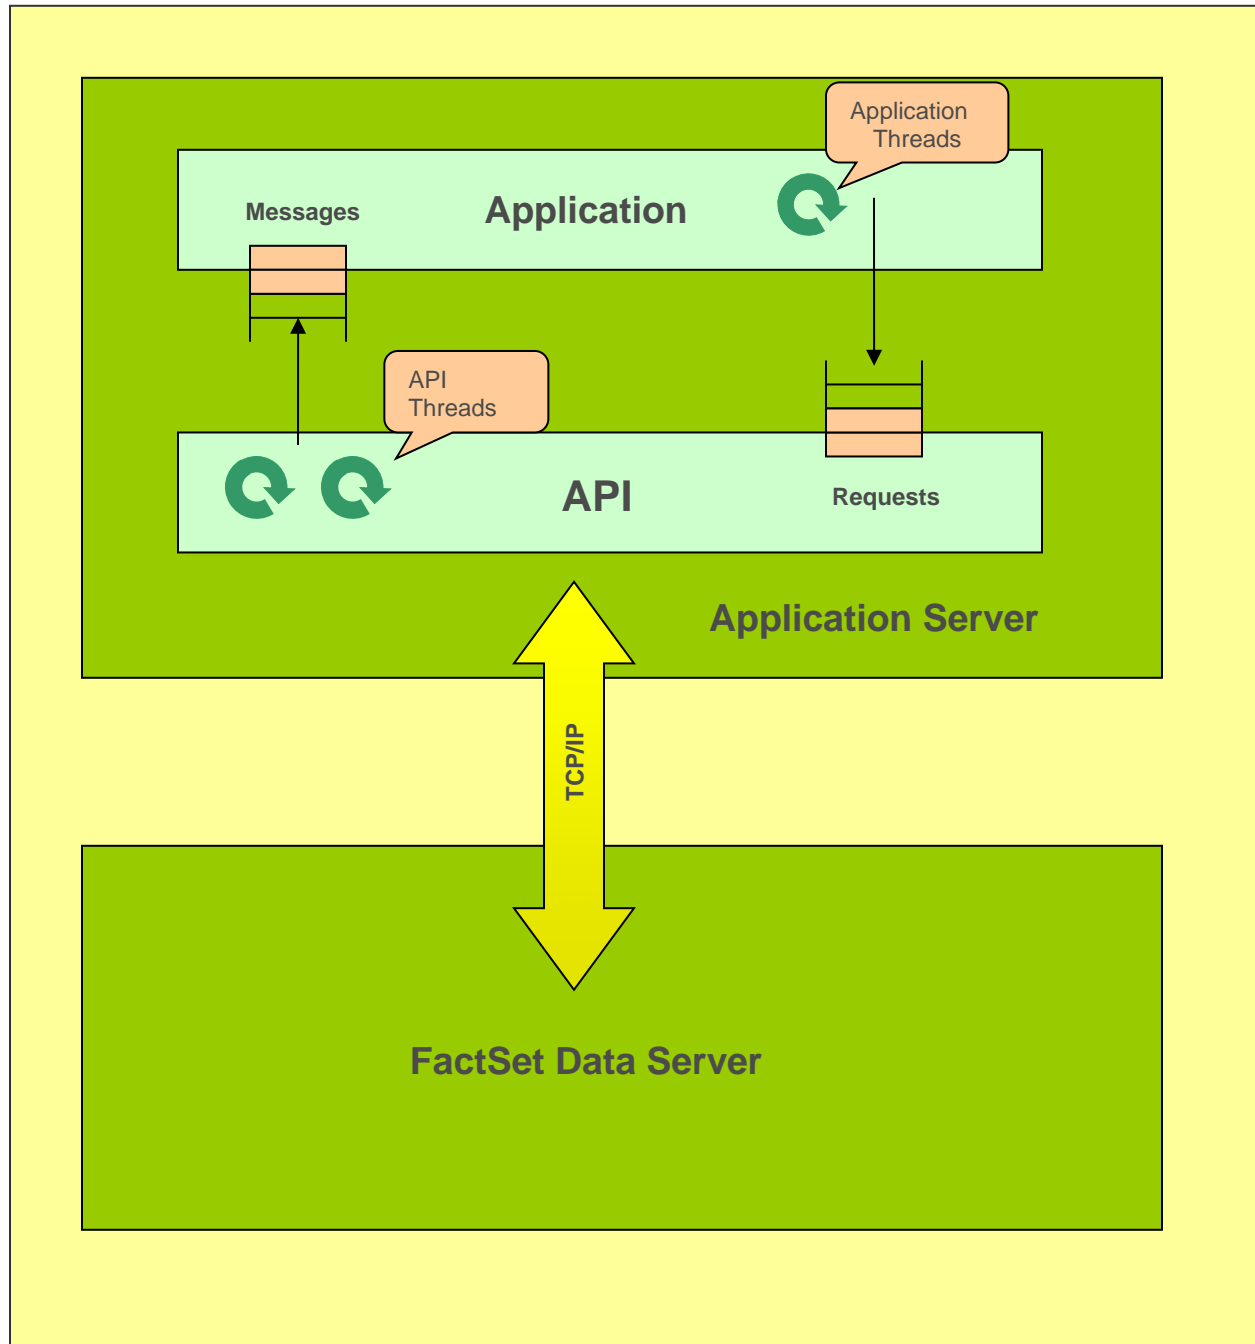 Application
Threads
Messages
Application
API
Threads
API
Requests
Application Server
TCP/IP
FactSet Data Server